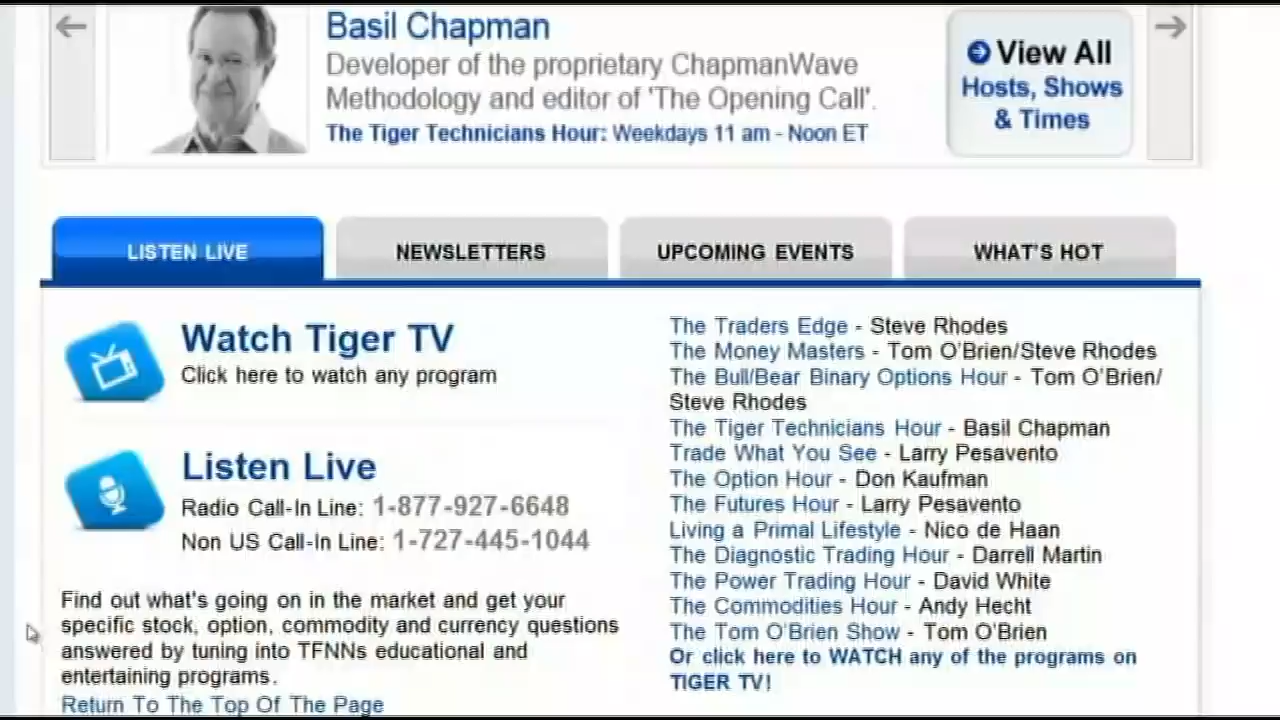 Basil Chapman
Developer of the proprietary ChapmanWave
Methodology and editor of 'The Opening Call'.
The Tiger Technicians Hour: Weekdays 11 am - Noon ET
View All
Hosts, Shows
& Times
LISTEN LIVE
NEWSLETTERS
UPCOMING EVENTS
WHAT'S HOT
Watch Tiger TV
Click here to watch any program
Listen Live
Radio Call-In Line: 1-877-927-6648
Non US Call-In Line: 1-727-445-1044
Find out what's going on in the market and get your
specific stock, option, commodity and currency questions
answered by tuning into TFNNs educational and
entertaining programs.
Return To The Top Of The Page
The Traders Edge - Steve Rhodes
The Money Masters - Tom O'Brien/Steve Rhodes
The Bull/Bear Binary Options Hour - Tom O'Brien/
Steve Rhodes
The Tiger Technicians Hour - Basil Chapman
Trade What You See - Larry Pesavento
The Option Hour - Don Kaufman
The Futures Hour - Larry Pesavento
Living a Primal Lifestyle - Nico de Haan
The Diagnostic Trading Hour - Darrell Martin
The Power Trading Hour - David White
The Commodities Hour - Andy Hecht
The Tom O'Brien Show - Tom O'Brien
Or click here to WATCH any of the programs on
TIGER TV!